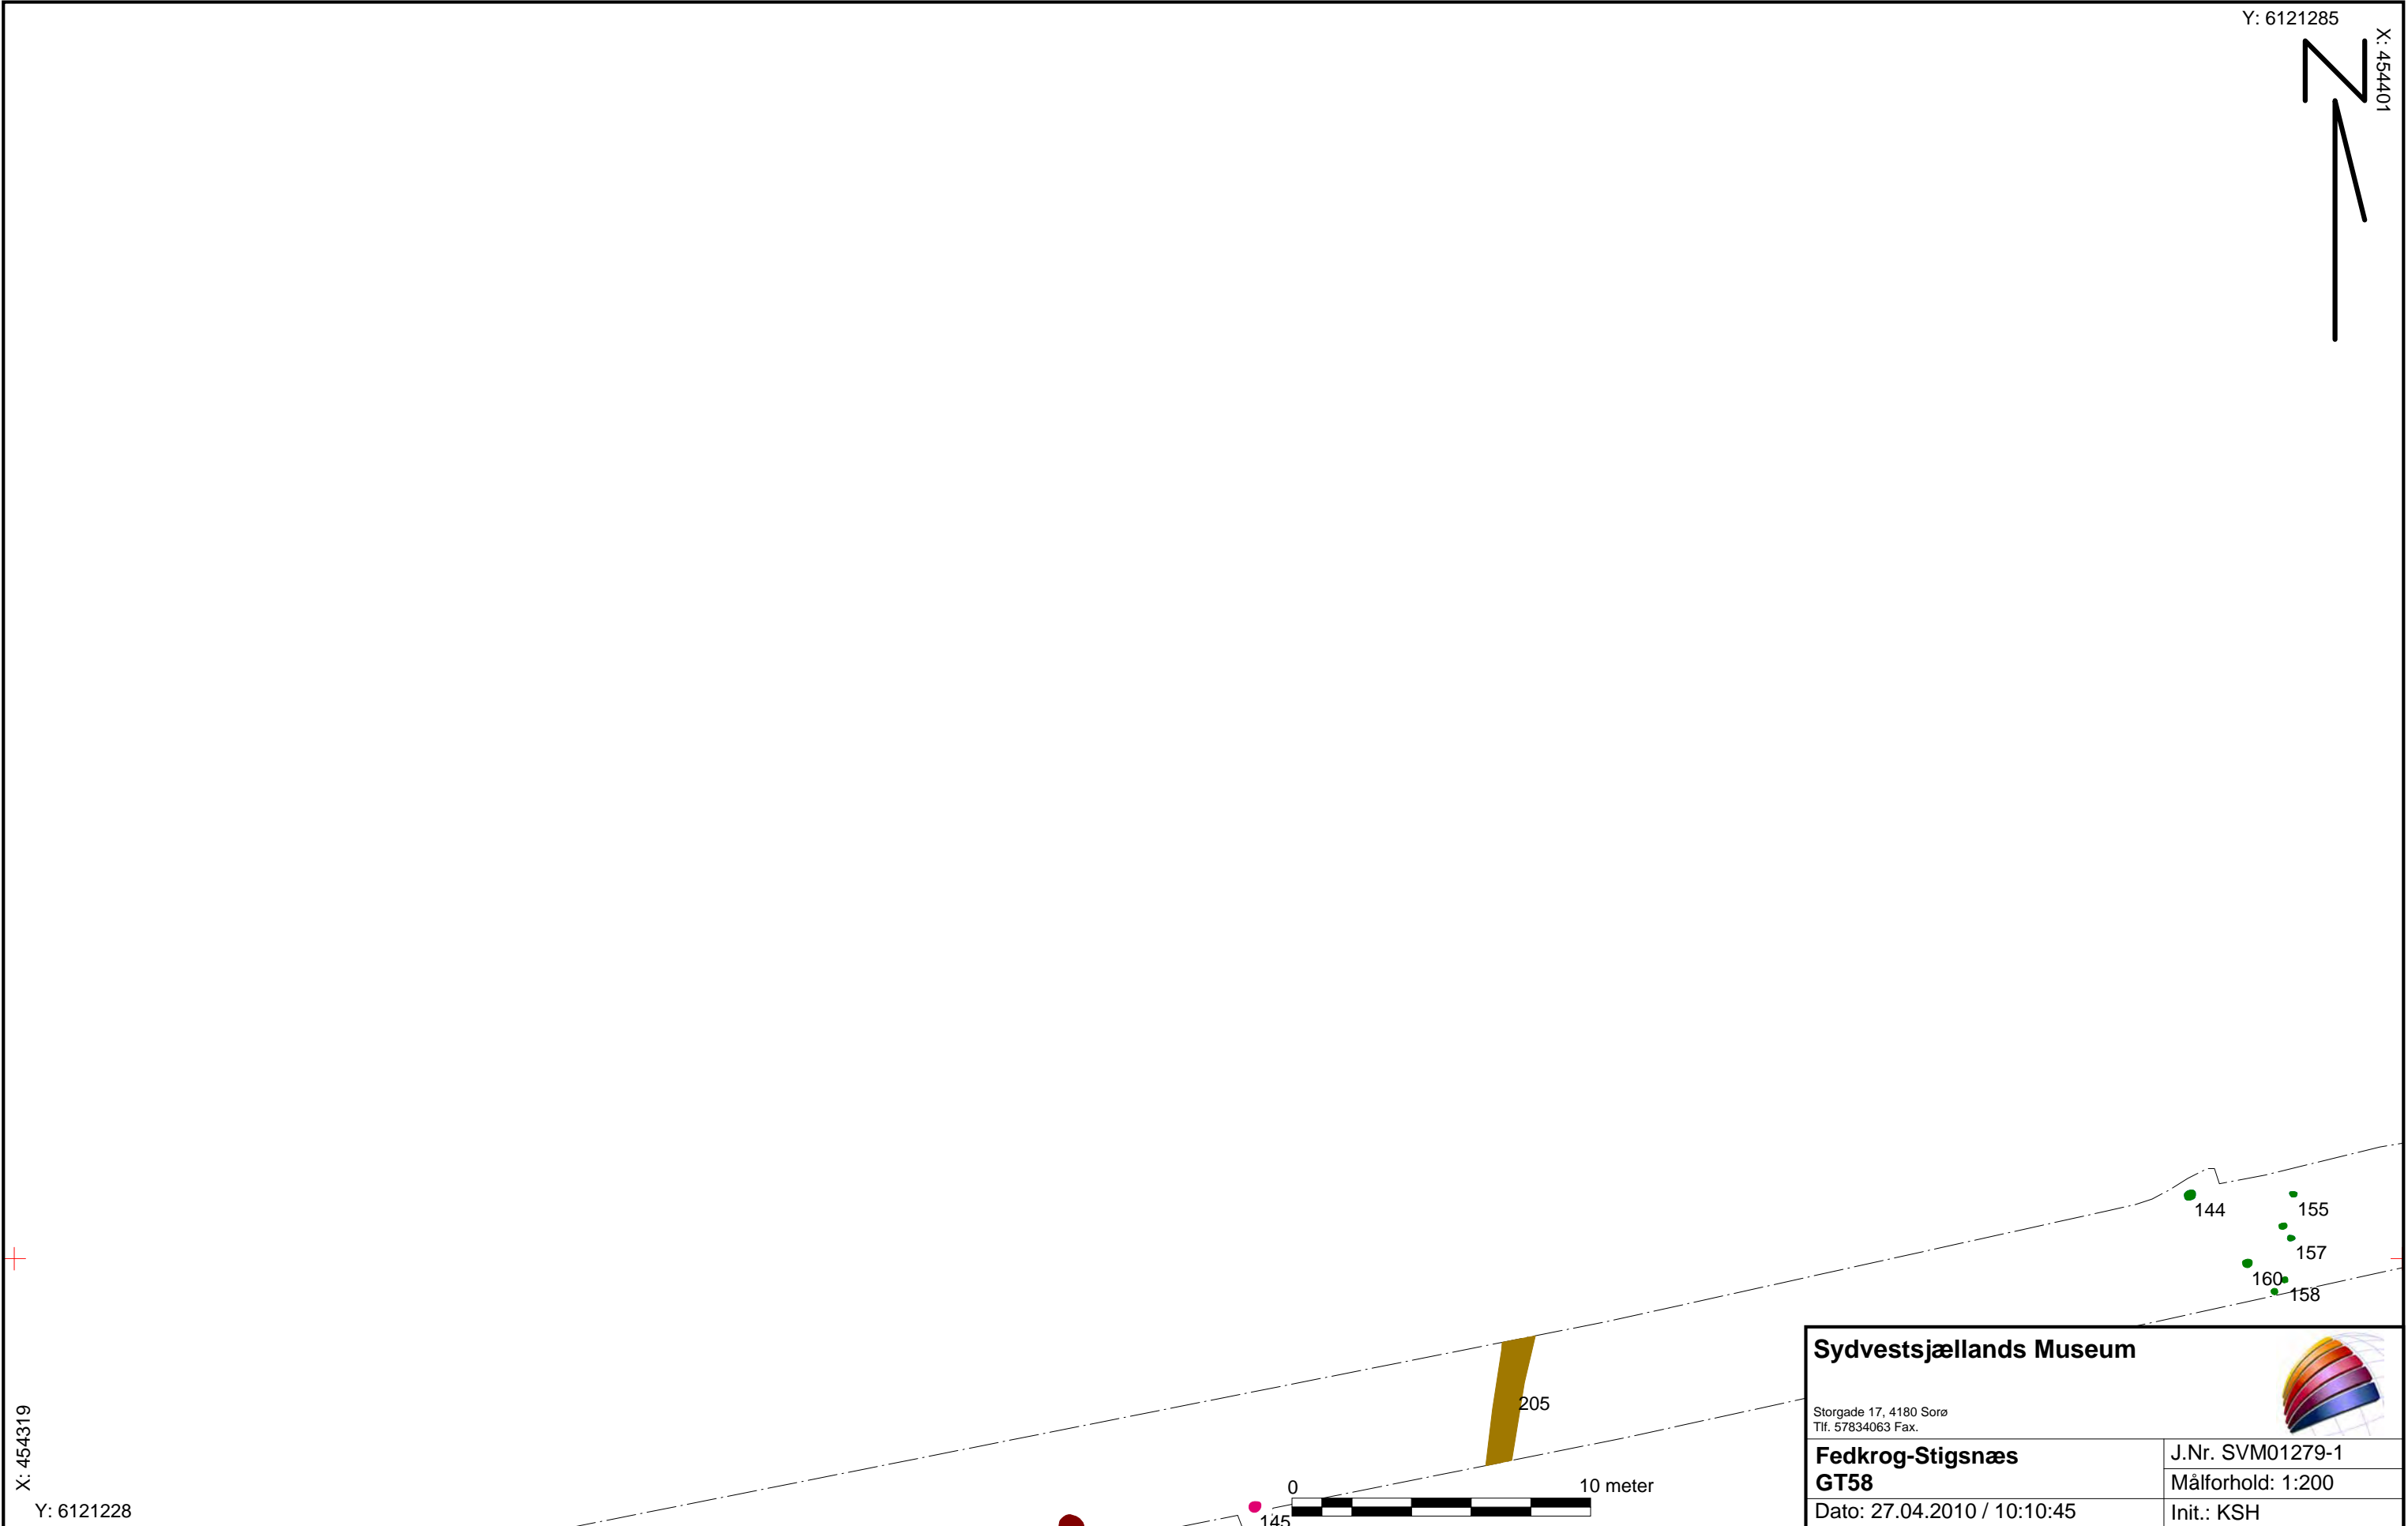 Y: 6121285
X: 454401
144
155
157
160
158
205
145
X: 454319
Y: 6121228
0
10 meter
Sydvestsjællands Museum
Storgade 17, 4180 Sorø
Tlf. 57834063 Fax.
Fedkrog-Stigsnæs
GT58
J.Nr. SVM01279-1
Målforhold: 1:200
Dato: 27.04.2010 / 10:10:45
Init.: KSH